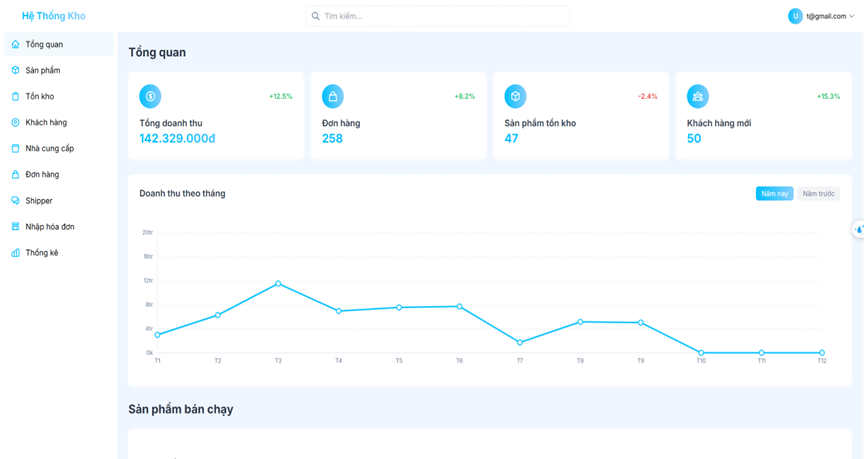 Hệ Thống Kho
Tìm kiếm...
U
t@gmail.com
Tổng quan
Sản phẩm
Tồn kho
Khách hàng
Nhà cung cấp
Đơn hàng
Shipper
Nhập hóa đơn
Thống kê
Tổng quan
+12.5%
Tổng doanh thu
142.329.000đ
+8.2%
Đơn hàng
258
-2.4%
Sản phẩm tồn kho
47
+15.3%
Khách hàng mới
50
Doanh thu theo tháng
Năm nay
Năm trước
20tr
16tr
12tr
8tr
4tr
0k
T1 T2 T3 T4 T5 T6 T7 T8 T9 T10 T11 T12
Sản phẩm bán chạy